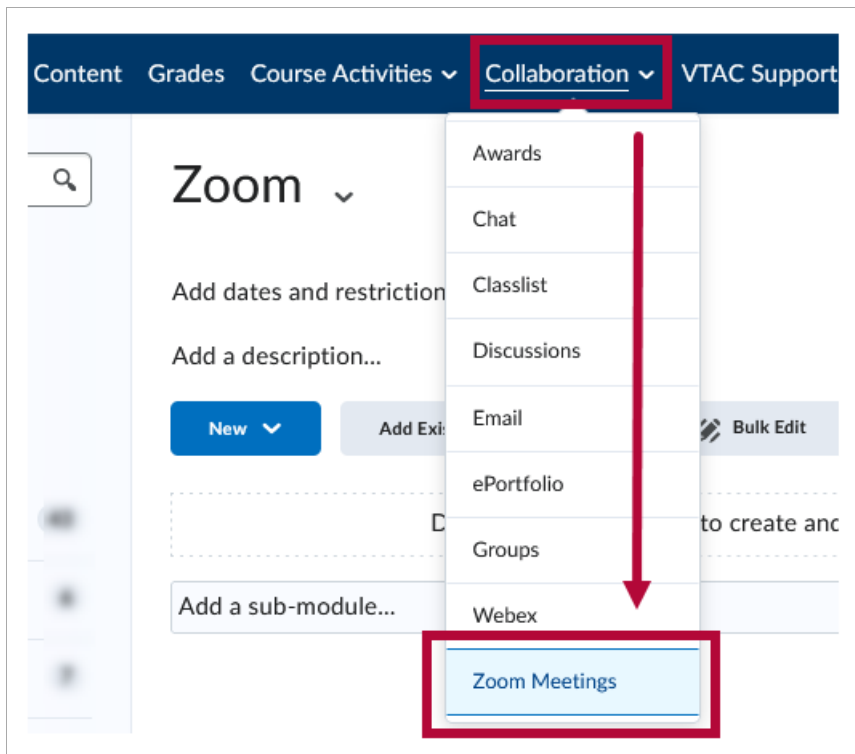 Content Grades Course Activities Collaboration VTAC Support
Zoom
Add dates and restriction
Add a description...
New Add Exi Bulk Edit
D to create and
Add a sub-module...
Awards
Chat
Classlist
Discussions
Email
ePortfolio
Groups
Webex
Zoom Meetings